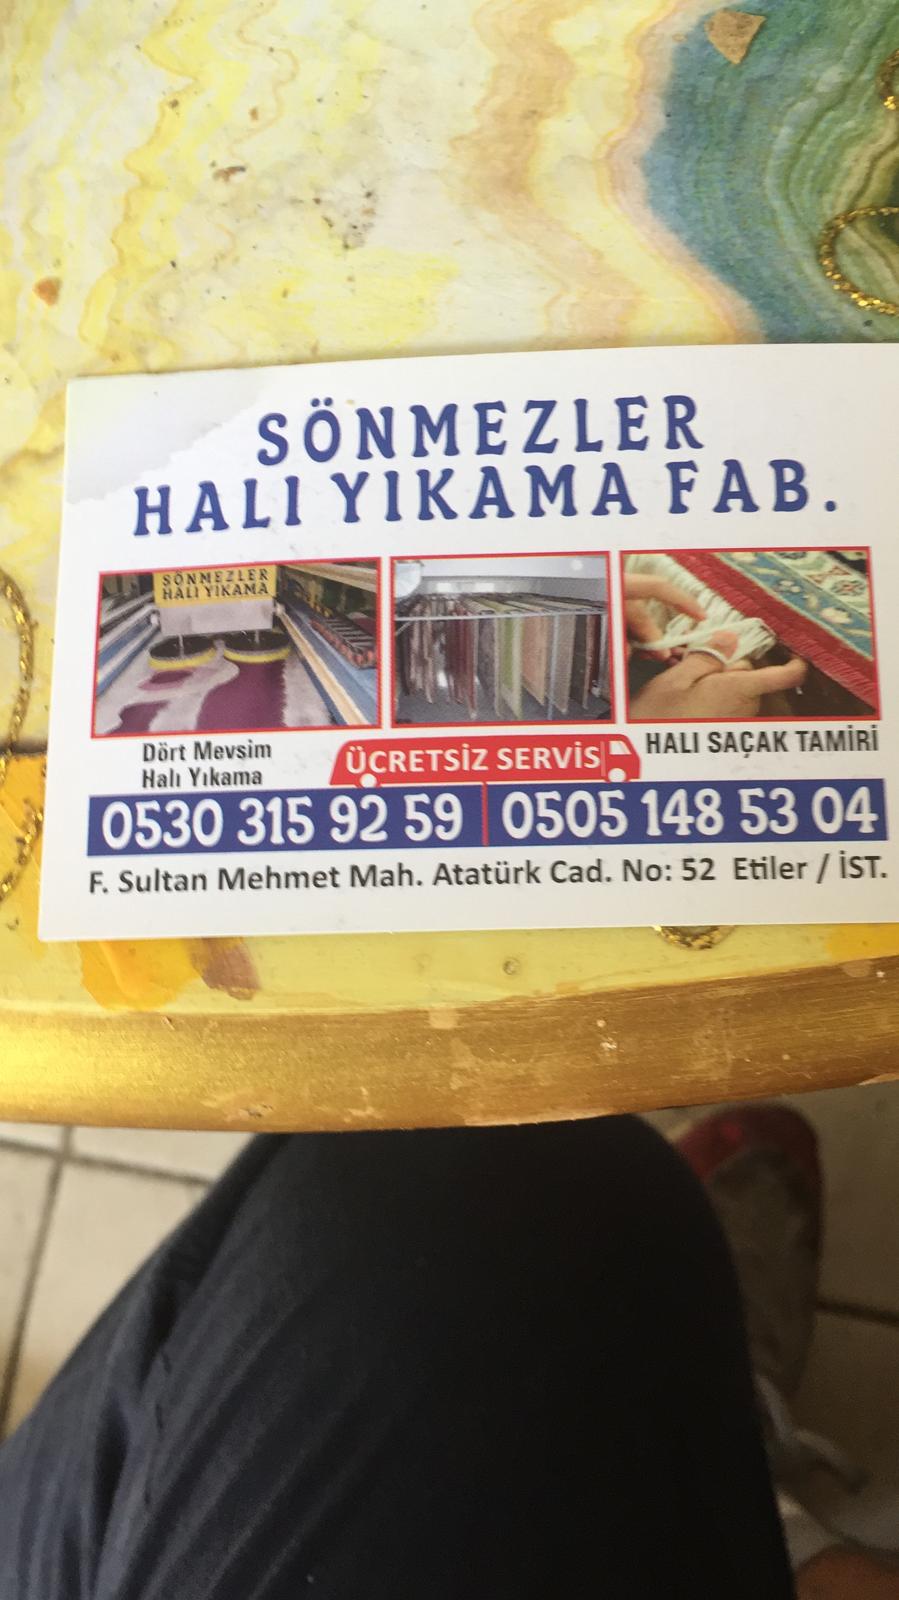 SÖNMEZLER
HALI YIKAMA FAB.
SÖNMEZLER
HALI YIKAMA
Dört Mevsim
Halı Yıkama
ÜCRETSİZ SERVİS
HALI SAÇAK TAMİRİ
0530 315 92 59
0505 148 53 04
F. Sultan Mehmet Mah. Atatürk Cad. No: 52 Etiler / İST.